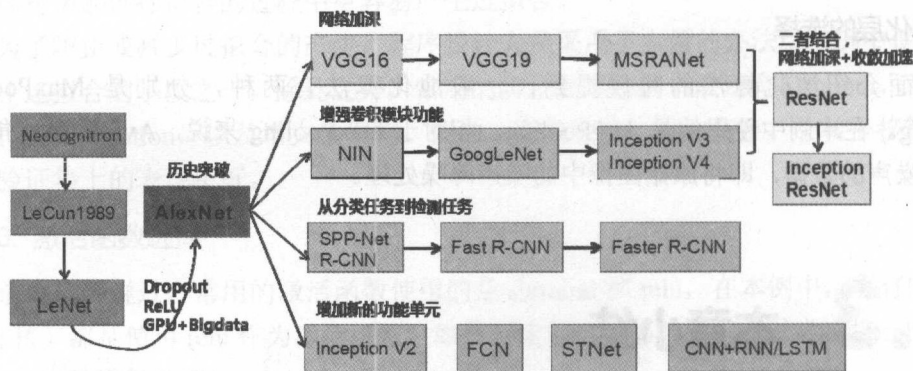 网络加深
VGG16
VGG19
MSRANet
二者结合，
网络加深+收敛加速
ResNet
Inception
ResNet
增强卷积模块功能
NIN
GoogLeNet
Inception V3
Inception V4
Neocognitron
历史突破
LeCun1989
AlexNet
从分类任务到检测任务
SPP-Net
R-CNN
Fast R-CNN
Faster R-CNN
LeNet
Dropout
ReLU
GPU+Bigdata
增加新的功能单元
Inception V2
FCN
STNet
CNN+RNN/LSTM